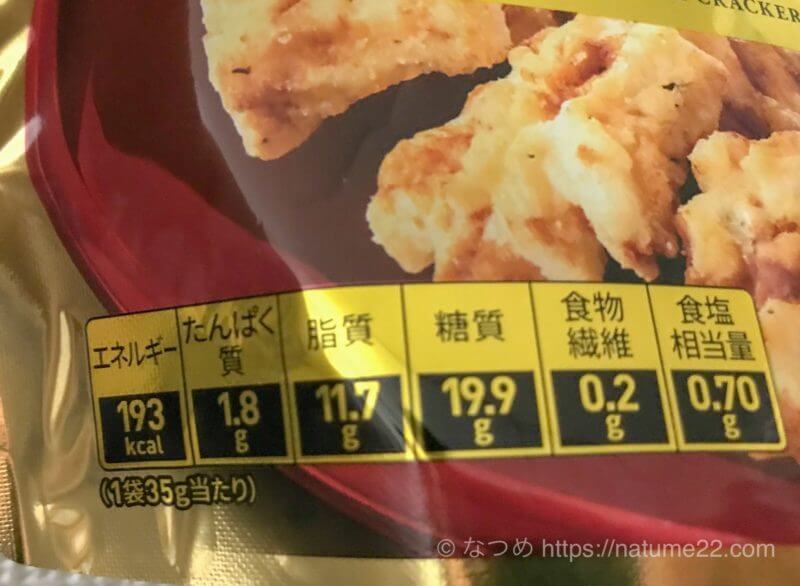 CRACKER
エネルギー
193
kcal
たんぱく
質
1.8
g
脂質
11.7
g
糖質
19.9
g
食物
繊維
0.2
g
食塩
相当量
0.70
g
(1袋35g当たり)
© なつめ https://natume22.com/